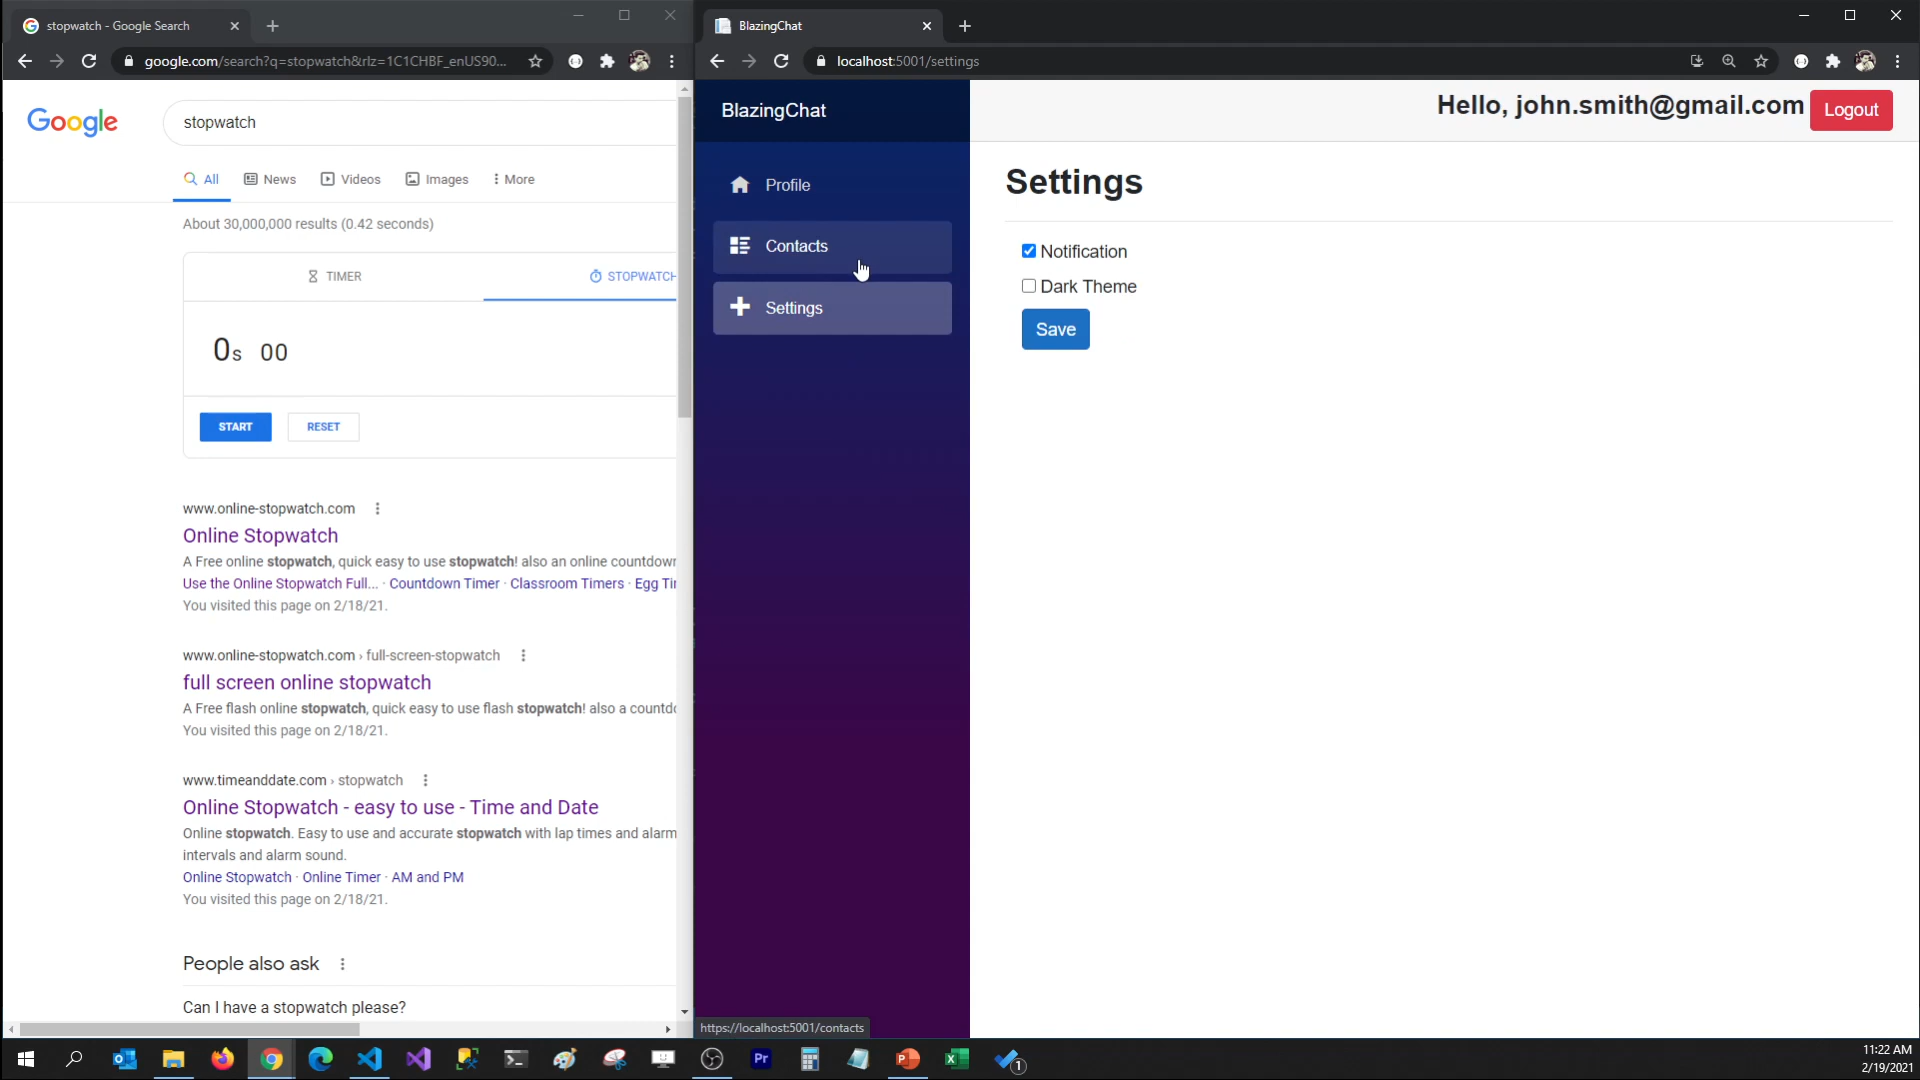 stopwatch - Google Search
google.com/search?q=stopwatch&rlz=1C1CHBF_enUS90...
Google
stopwatch
All
News
Videos
Images
More
About 30,000,000 results (0.42 seconds)
TIMER
STOPWATCH
0s 00
START
RESET
www.online-stopwatch.com
Online Stopwatch
A Free online stopwatch, quick easy to use stopwatch! also an online countdown
Use the Online Stopwatch Full... · Countdown Timer · Classroom Timers · Egg
You visited this page on 2/18/21.
www.online-stopwatch.com › full-screen-stopwatch
full screen online stopwatch
A Free flash online stopwatch, quick easy to use flash stopwatch! also a
You visited this page on 2/18/21.
www.timeanddate.com › stopwatch
Online Stopwatch - easy to use - Time and Date
Online stopwatch. Easy to use and accurate stopwatch with lap times and alarm
intervals and alarm sound.
Online Stopwatch · Online Timer · AM and PM
You visited this page on 2/18/21.
People also ask
Can I have a stopwatch please?
BlazingChat
localhost:5001/settings
BlazingChat
Profile
Contacts
Settings
Hello, john.smith@gmail.com
Logout
Settings
Notification
Dark Theme
Save
https://localhost:5001/contacts
Pr
1
11:22 AM
2/19/2021